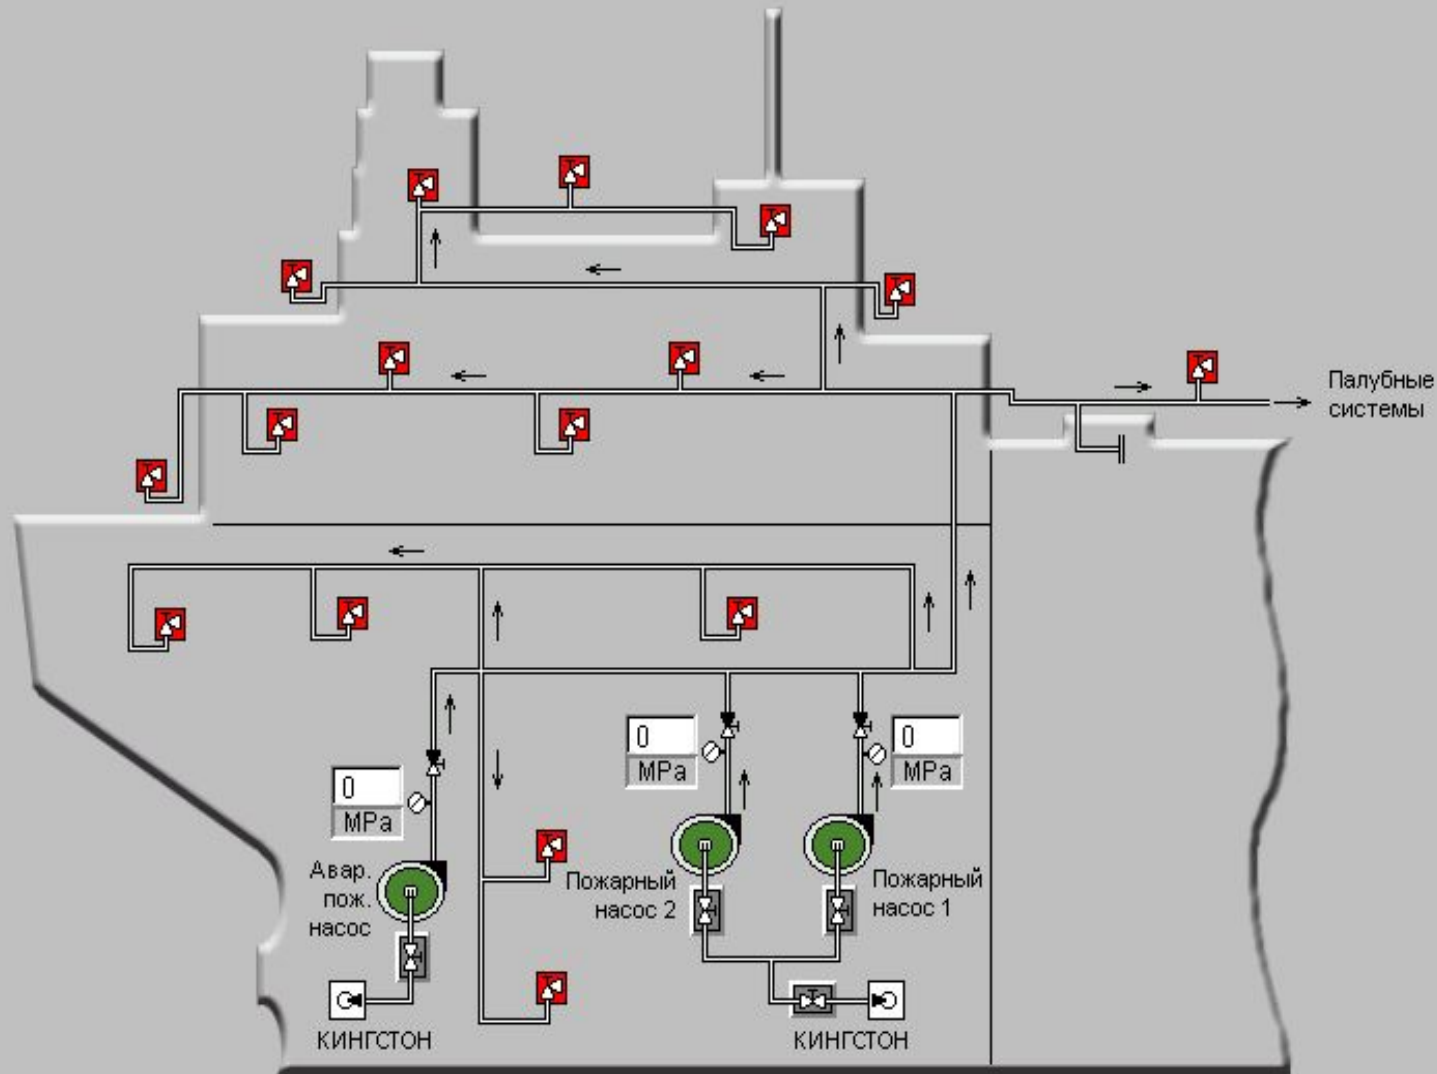 Палубные
системы
0
MPa
0
MPa
0
MPa
Авар.
пож.
насос
Пожарный
насос 2
Пожарный
насос 1
КИНГСТОН
КИНГСТОН